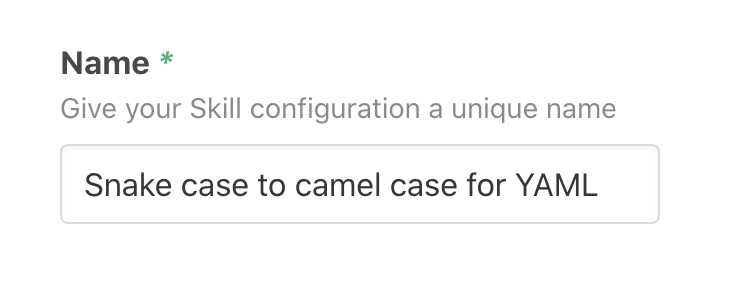 Name *
Give your Skill configuration a unique name
Snake case to camel case for YAML